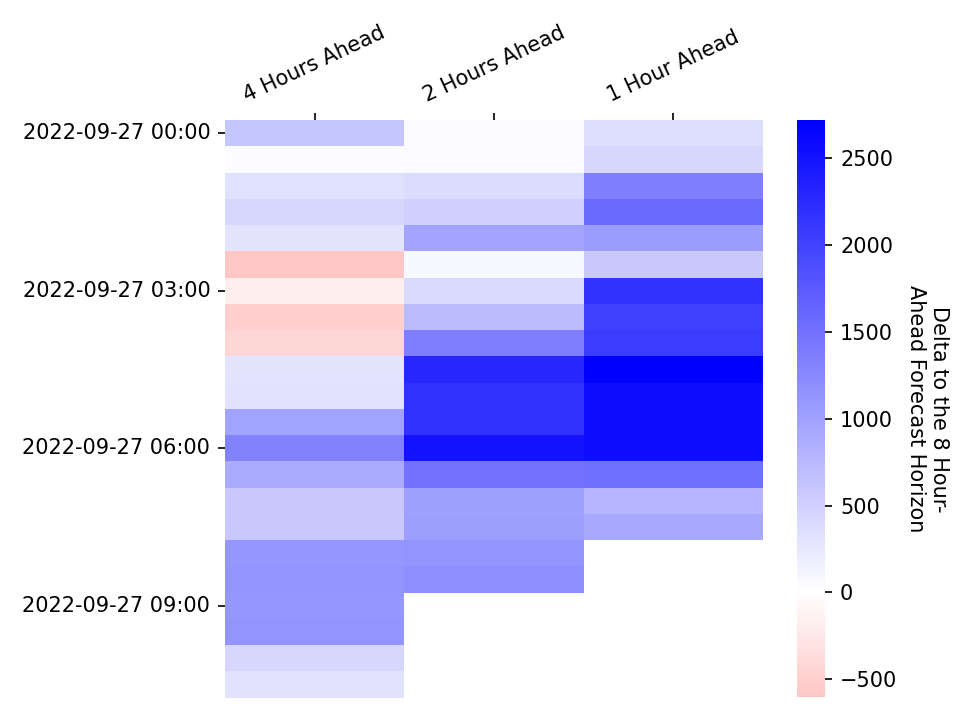 4 Hours Ahead
2 Hours Ahead
1 Hour Ahead
2022-09-27 00:00
2022-09-27 03:00
2022-09-27 06:00
2022-09-27 09:00
2500
2000
1500
1000
500
0
−500
Delta to the 8 Hour-
Ahead Forecast Horizon